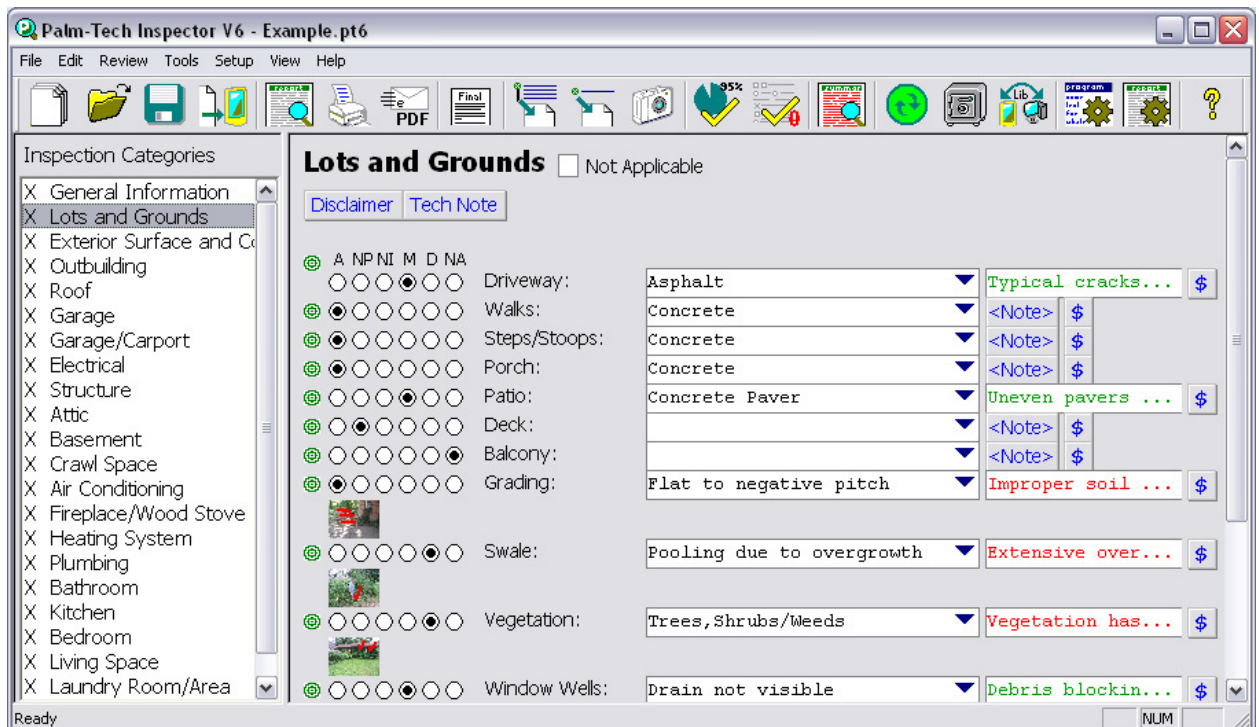 Palm-Tech Inspector V6 - Example.pt6
File Edit Review Tools Setup View Help
report PDF Final 95% Lib program report
Inspection Categories
X General Information
X Lots and Grounds
X Exterior Surface and Co
X Outbuilding
X Roof
X Garage
X Garage/Carport
X Electrical
X Structure
X Attic
X Basement
X Crawl Space
X Air Conditioning
X Fireplace/Wood Stove
X Heating System
X Plumbing
X Bathroom
X Kitchen
X Bedroom
X Living Space
X Laundry Room/Area
Lots and Grounds Not Applicable
Disclaimer Tech Note
A NP NI M D NA
Driveway: Asphalt Typical cracks... $
Walks: Concrete <Note> $
Steps/Stoops: Concrete <Note> $
Porch: Concrete <Note> $
Patio: Concrete Paver Uneven pavers ... $
Deck: <Note> $
Balcony: <Note> $
Grading: Flat to negative pitch Improper soil ... $
Swale: Pooling due to overgrowth Extensive over... $
Vegetation: Trees,Shrubs/Weeds Vegetation has... $
Window Wells: Drain not visible Debris blockin... $
Ready NUM